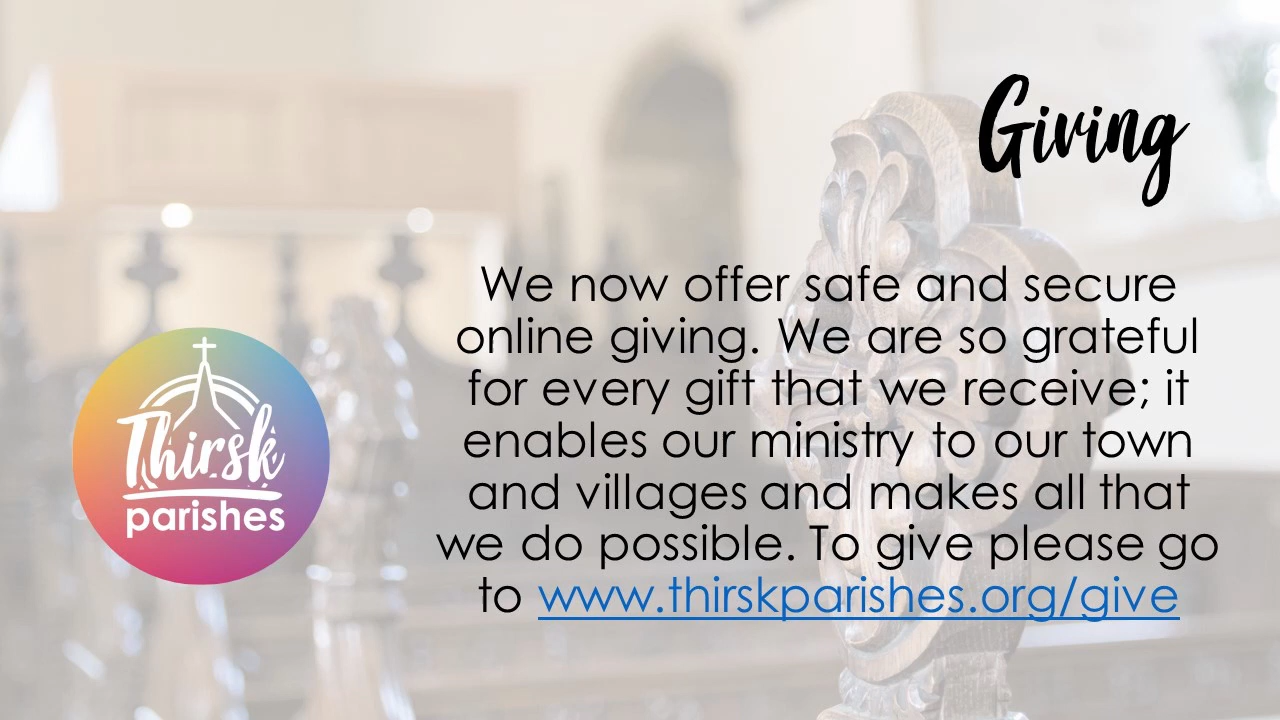 Giving
We now offer safe and secure
online giving. We are so grateful
for every gift that we receive; it
enables our ministry to our town
and villages and makes all that
we do possible. To give please go
to www.thirskparishes.org/give
Thirsk
parishes